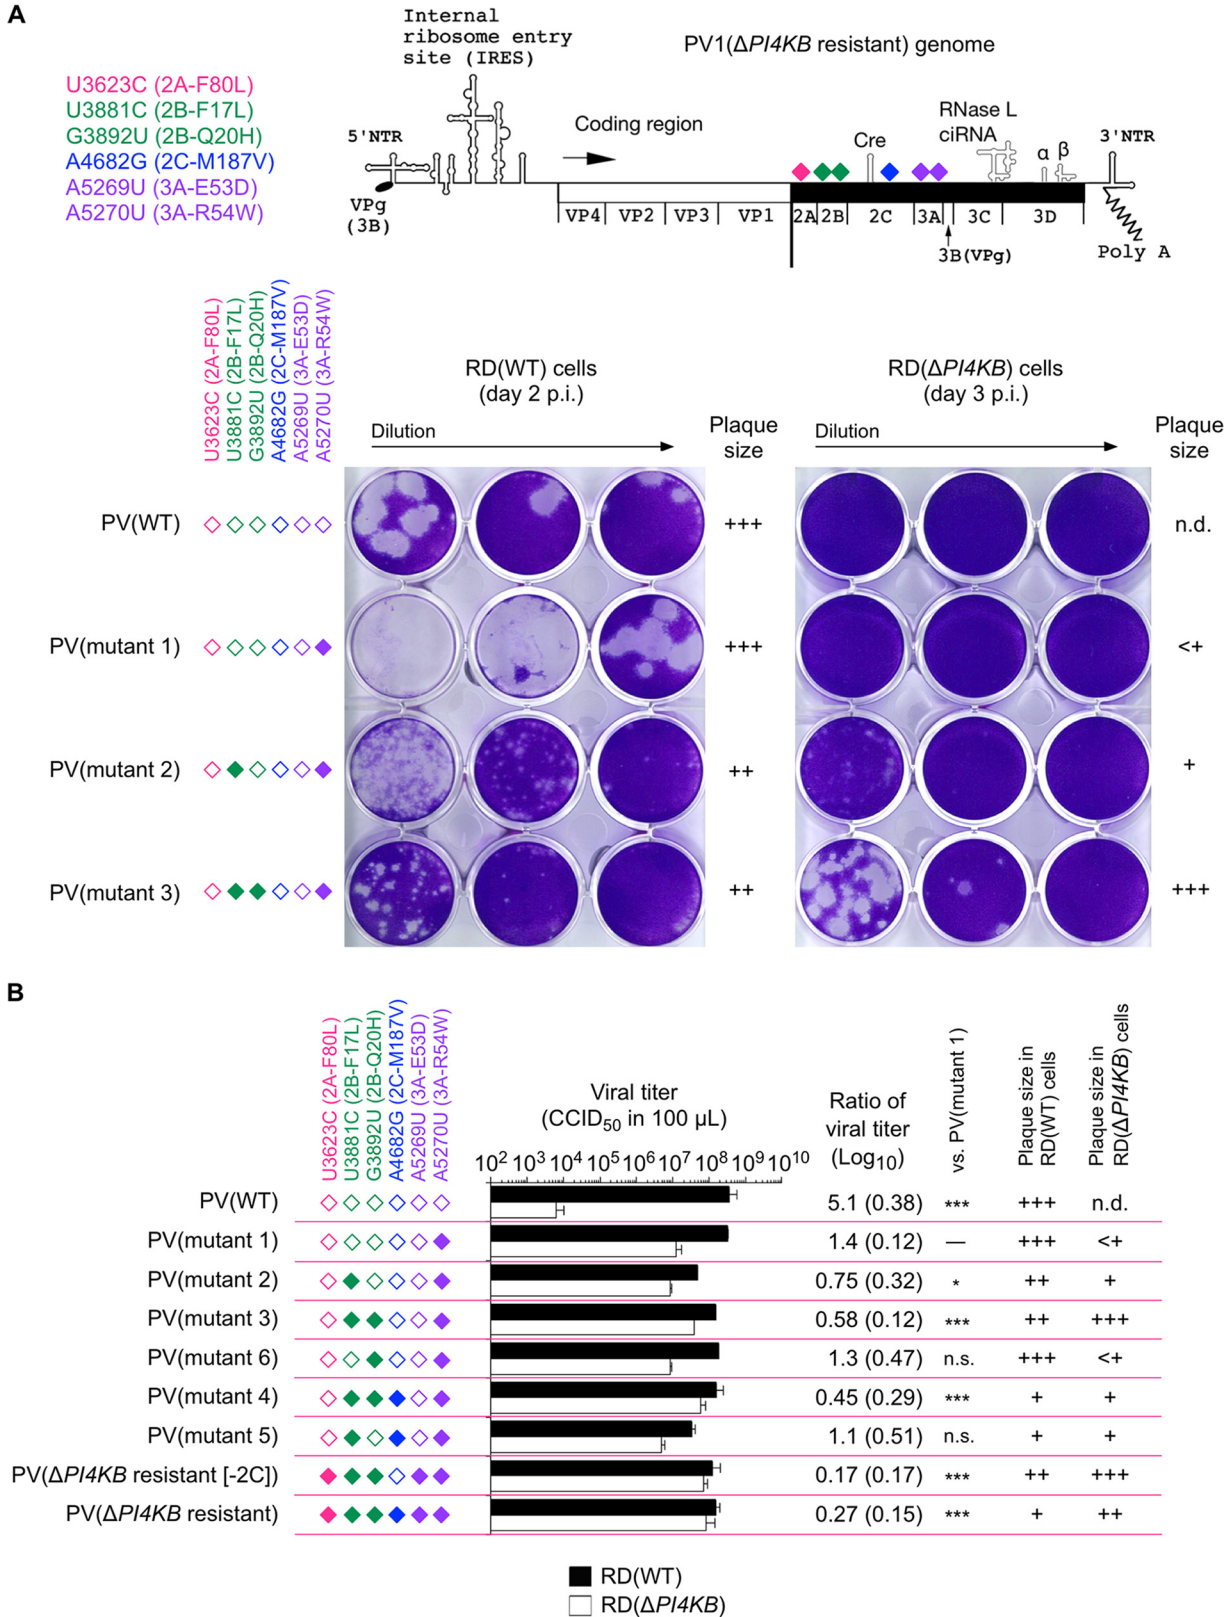 A
Internal
ribosome entry
site (IRES)
PV1(ΔPI4KB resistant) genome
U3623C (2A-F80L)
U3881C (2B-F17L)
G3892U (2B-Q20H)
A4682G (2C-M187V)
A5269U (3A-E53D)
A5270U (3A-R54W)
5'NTR
Coding region
Cre
RNase L
ciRNA
α β
3'NTR
VPg
(3B)
VP4 VP2 VP3 VP1 2A 2B 2C 3A 3C 3D
3B(VPg)
Poly A
U3623C (2A-F80L)
U3881C (2B-F17L)
G3892U (2B-Q20H)
A4682G (2C-M187V)
A5269U (3A-E53D)
A5270U (3A-R54W)
RD(WT) cells
(day 2 p.i.)
RD(ΔPI4KB) cells
(day 3 p.i.)
Dilution
Plaque
size
Dilution
Plaque
size
PV(WT) +++ n.d.
PV(mutant 1) +++ <+
PV(mutant 2) ++ +
PV(mutant 3) ++ +++
B
U3623C (2A-F80L)
U3881C (2B-F17L)
G3892U (2B-Q20H)
A4682G (2C-M187V)
A5269U (3A-E53D)
A5270U (3A-R54W)
Viral titer
(CCID50 in 100 µL)
Ratio of
viral titer
(Log10)
vs. PV(mutant 1)
Plaque size in
RD(WT) cells
Plaque size in
RD(ΔPI4KB) cells
10² 10³ 10⁴ 10⁵ 10⁶ 10⁷ 10⁸ 10⁹ 10¹⁰
PV(WT) 5.1 (0.38) *** +++ n.d.
PV(mutant 1) 1.4 (0.12) — +++ <+
PV(mutant 2) 0.75 (0.32) * ++ +
PV(mutant 3) 0.58 (0.12) *** ++ +++
PV(mutant 6) 1.3 (0.47) n.s. +++ <+
PV(mutant 4) 0.45 (0.29) *** + +
PV(mutant 5) 1.1 (0.51) n.s. + +
PV(ΔPI4KB resistant [-2C]) 0.17 (0.17) *** ++ +++
PV(ΔPI4KB resistant) 0.27 (0.15) *** + ++
RD(WT)
RD(ΔPI4KB)